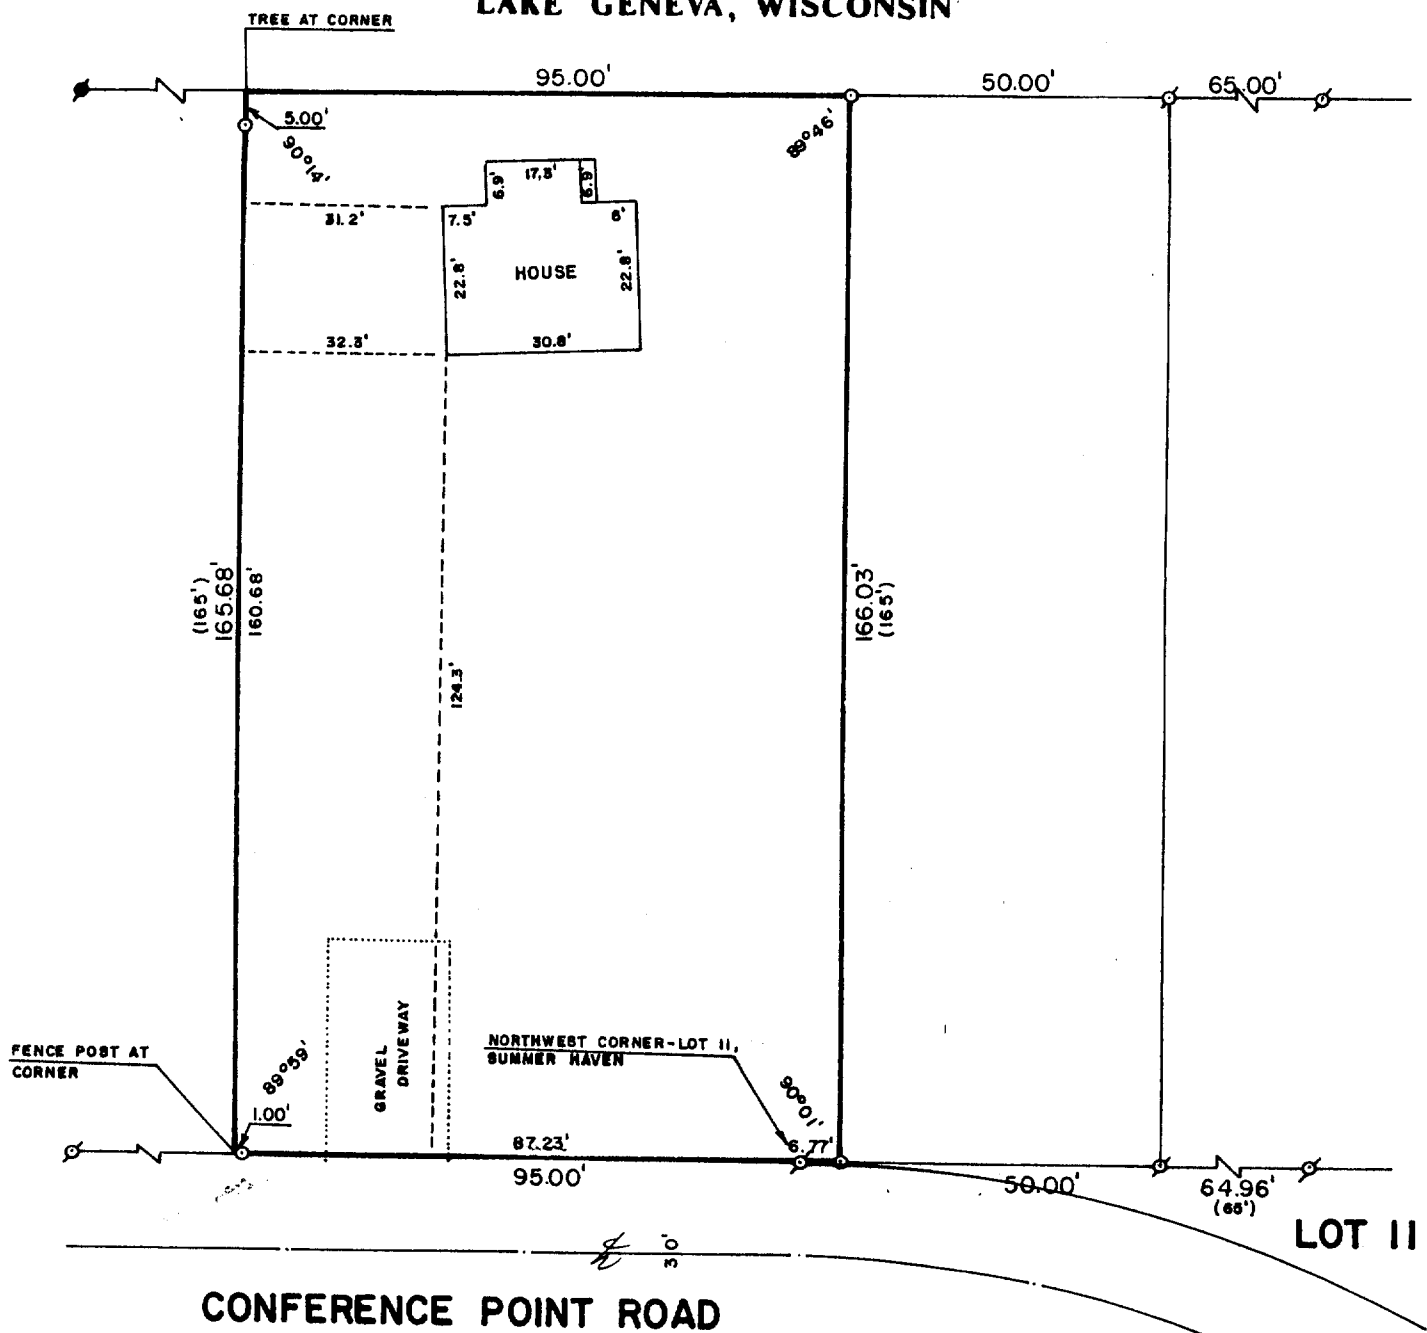 LAKE GENEVA, WISCONSIN
TREE AT CORNER
95.00'
50.00'
65.00'
5.00'
90°14'
89°46'
6.9'
17.3'
6.9'
31.2'
7.5'
6'
HOUSE
22.8'
22.8'
32.3'
30.8'
(165')
165.68'
160.68'
166.03'
(165')
124.3'
GRAVEL
DRIVEWAY
FENCE POST AT
CORNER
89°59'
1.00'
NORTHWEST CORNER-LOT 11,
SUMMER HAVEN
90°01'
87.23'
6.77'
95.00'
50.00'
64.96'
(65')
LOT 11
30'
CONFERENCE POINT ROAD